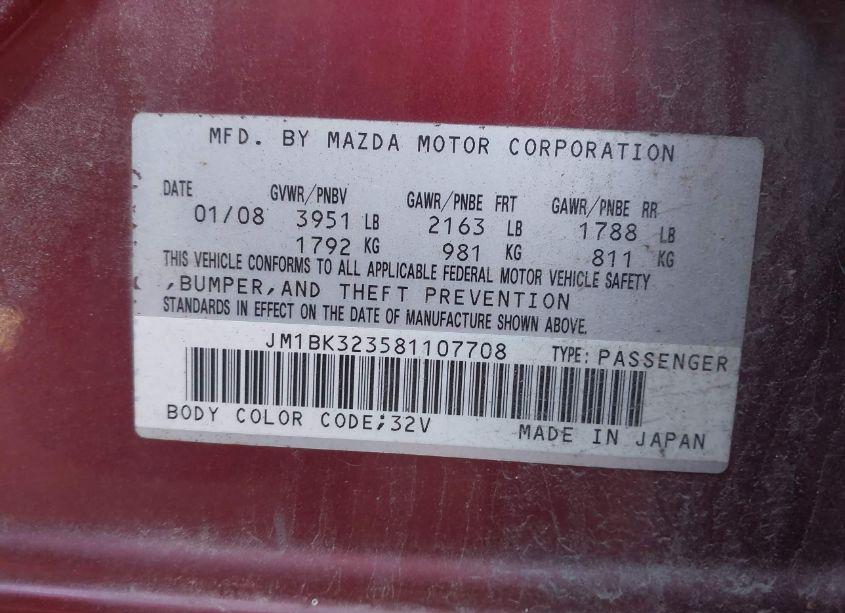 MFD. BY MAZDA MOTOR CORPORATION
DATE GVWR/PNBV GAWR/PNBE FRT GAWR/PNBE RR
01/08 3951 LB 2163 LB 1788 LB
1792 KG 981 KG 811 KG
THIS VEHICLE CONFORMS TO ALL APPLICABLE FEDERAL MOTOR VEHICLE SAFETY
,BUMPER,AND THEFT PREVENTION
STANDARDS IN EFFECT ON THE DATE OF MANUFACTURE SHOWN ABOVE.
JM1BK323581107708 TYPE: PASSENGER
BODY COLOR CODE;32V MADE IN JAPAN